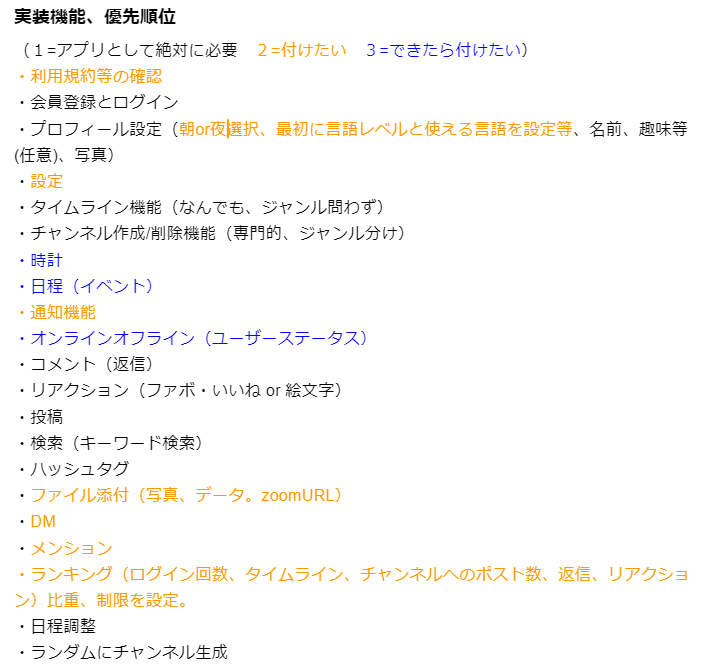 実装機能、優先順位
（１=アプリとして絶対に必要　２=付けたい　３=できたら付けたい）
・利用規約等の確認
・会員登録とログイン
・プロフィール設定（朝or夜選択、最初に言語レベルと使える言語を設定等、名前、趣味等
(任意)、写真）
・設定
・タイムライン機能（なんでも、ジャンル問わず）
・チャンネル作成/削除機能（専門的、ジャンル分け）
・時計
・日程（イベント）
・通知機能
・オンラインオフライン（ユーザーステータス）
・コメント（返信）
・リアクション（ファボ・いいね or 絵文字）
・投稿
・検索（キーワード検索）
・ハッシュタグ
・ファイル添付（写真、データ。zoomURL）
・DM
・メンション
・ランキング（ログイン回数、タイムライン、チャンネルへのポスト数、返信、リアクショ
ン）比重、制限を設定。
・日程調整
・ランダムにチャンネル生成